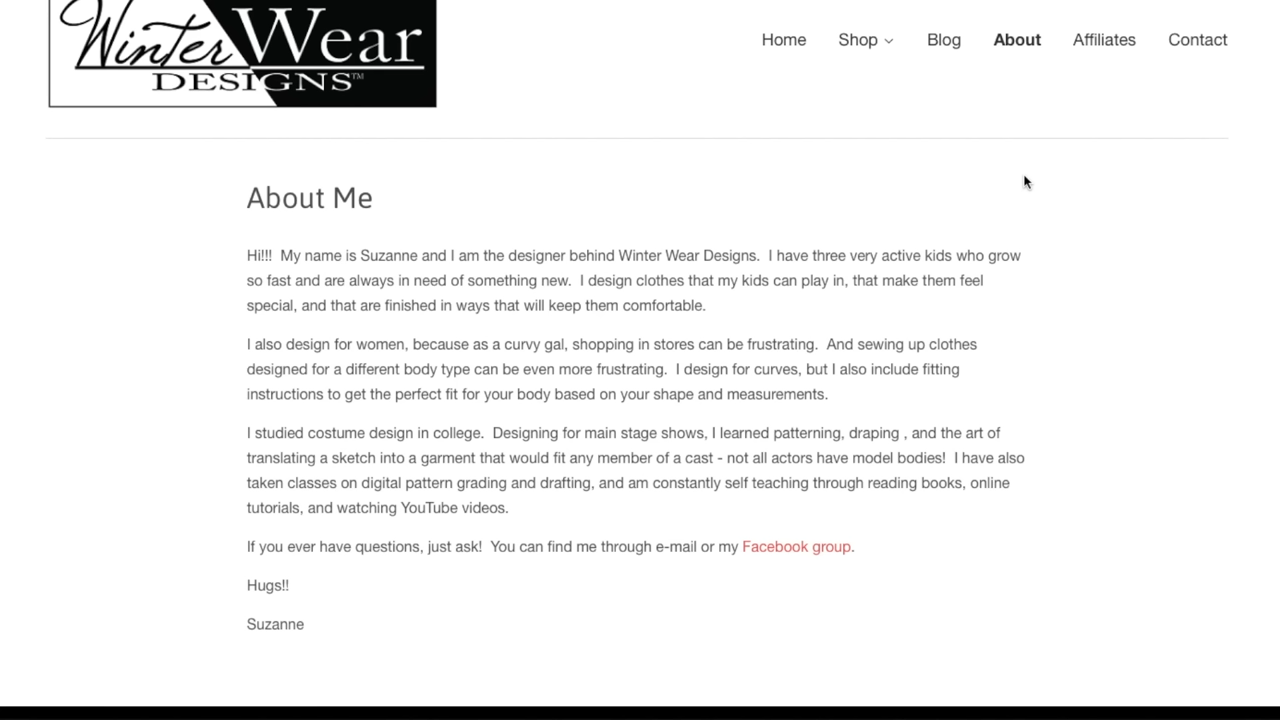 Winter Wear
DESIGNS™
Home Shop Blog About Affiliates Contact
About Me
Hi!!!  My name is Suzanne and I am the designer behind Winter Wear Designs.  I have three very active kids who grow
so fast and are always in need of something new.  I design clothes that my kids can play in, that make them feel
special, and that are finished in ways that will keep them comfortable.
I also design for women, because as a curvy gal, shopping in stores can be frustrating.  And sewing up clothes
designed for a different body type can be even more frustrating.  I design for curves, but I also include fitting
instructions to get the perfect fit for your body based on your shape and measurements.
I studied costume design in college.  Designing for main stage shows, I learned patterning, draping , and the art of
translating a sketch into a garment that would fit any member of a cast - not all actors have model bodies!  I have also
taken classes on digital pattern grading and drafting, and am constantly self teaching through reading books, online
tutorials, and watching YouTube videos.
If you ever have questions, just ask!  You can find me through e-mail or my Facebook group.
Hugs!!
Suzanne